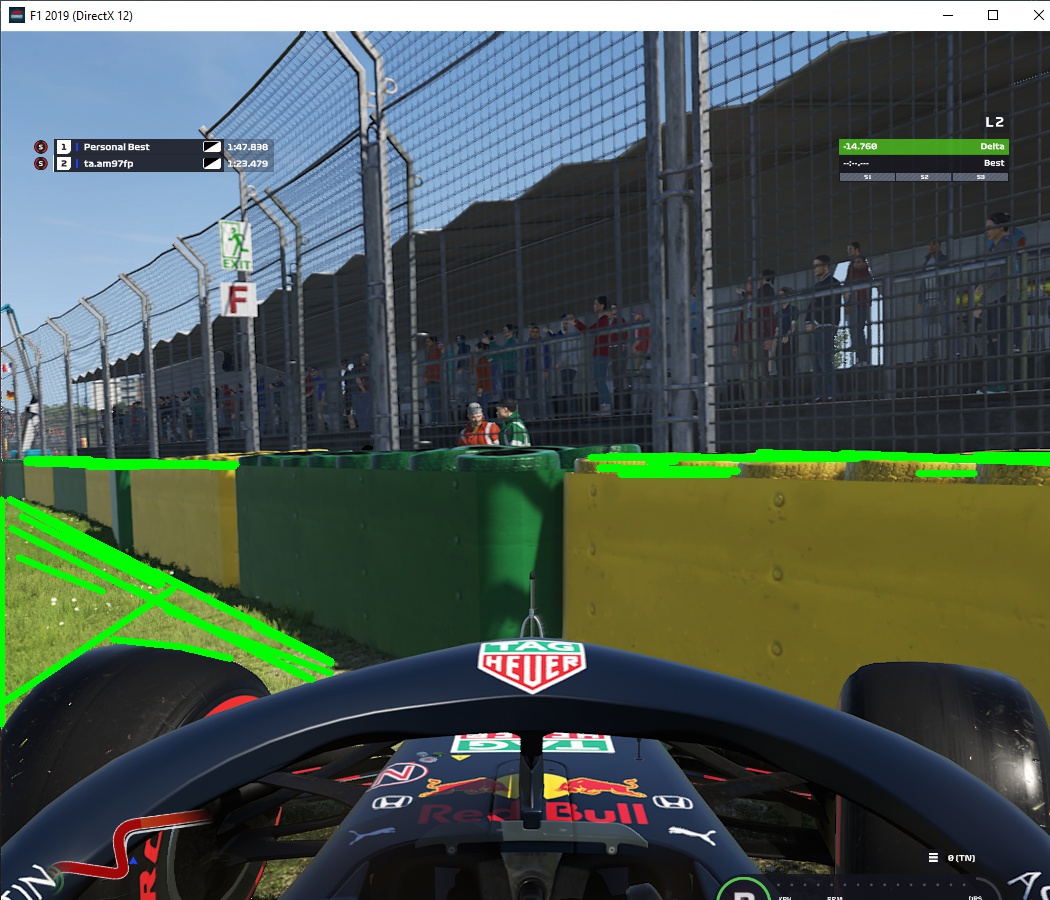 F1 2019 (DirectX 12)
L2
S 1 Personal Best 1:47.838
S 2 ta.am97fp 1:23.479
-14.760 Delta
--:--.--- Best
S1 S2 S3
EXIT
F
TAG
HEUER
TAG
Red Bull
0 (TN)